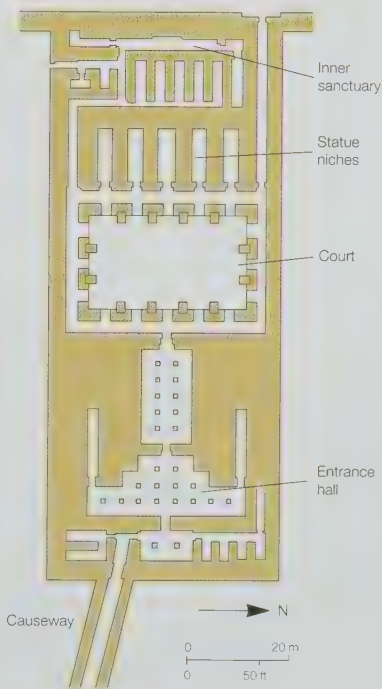 Inner
sanctuary
Statue
niches
Court
Entrance
hall
Causeway
N
0 20 m
0 50 ft